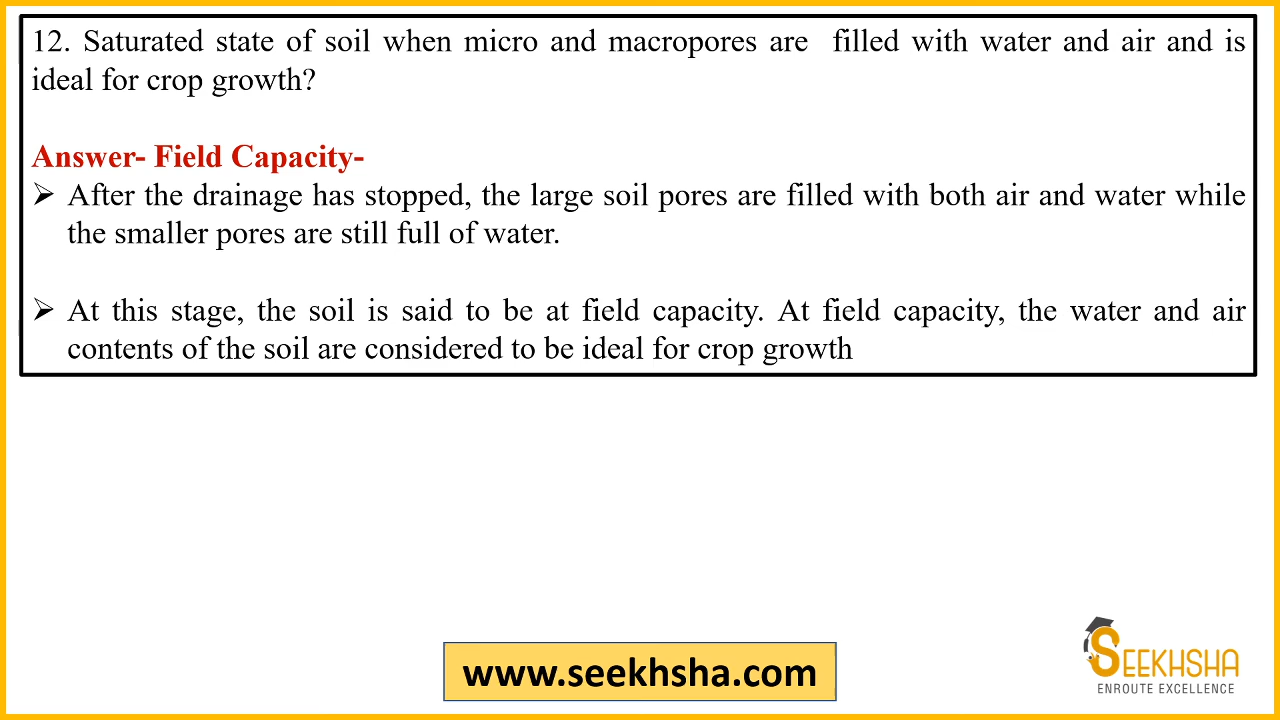 12. Saturated state of soil when micro and macropores are filled with water and air and is
ideal for crop growth?
Answer- Field Capacity-
➢ After the drainage has stopped, the large soil pores are filled with both air and water while
the smaller pores are still full of water.
➢ At this stage, the soil is said to be at field capacity. At field capacity, the water and air
contents of the soil are considered to be ideal for crop growth
www.seekhsha.com
SEEKHSHA
ENROUTE EXCELLENCE